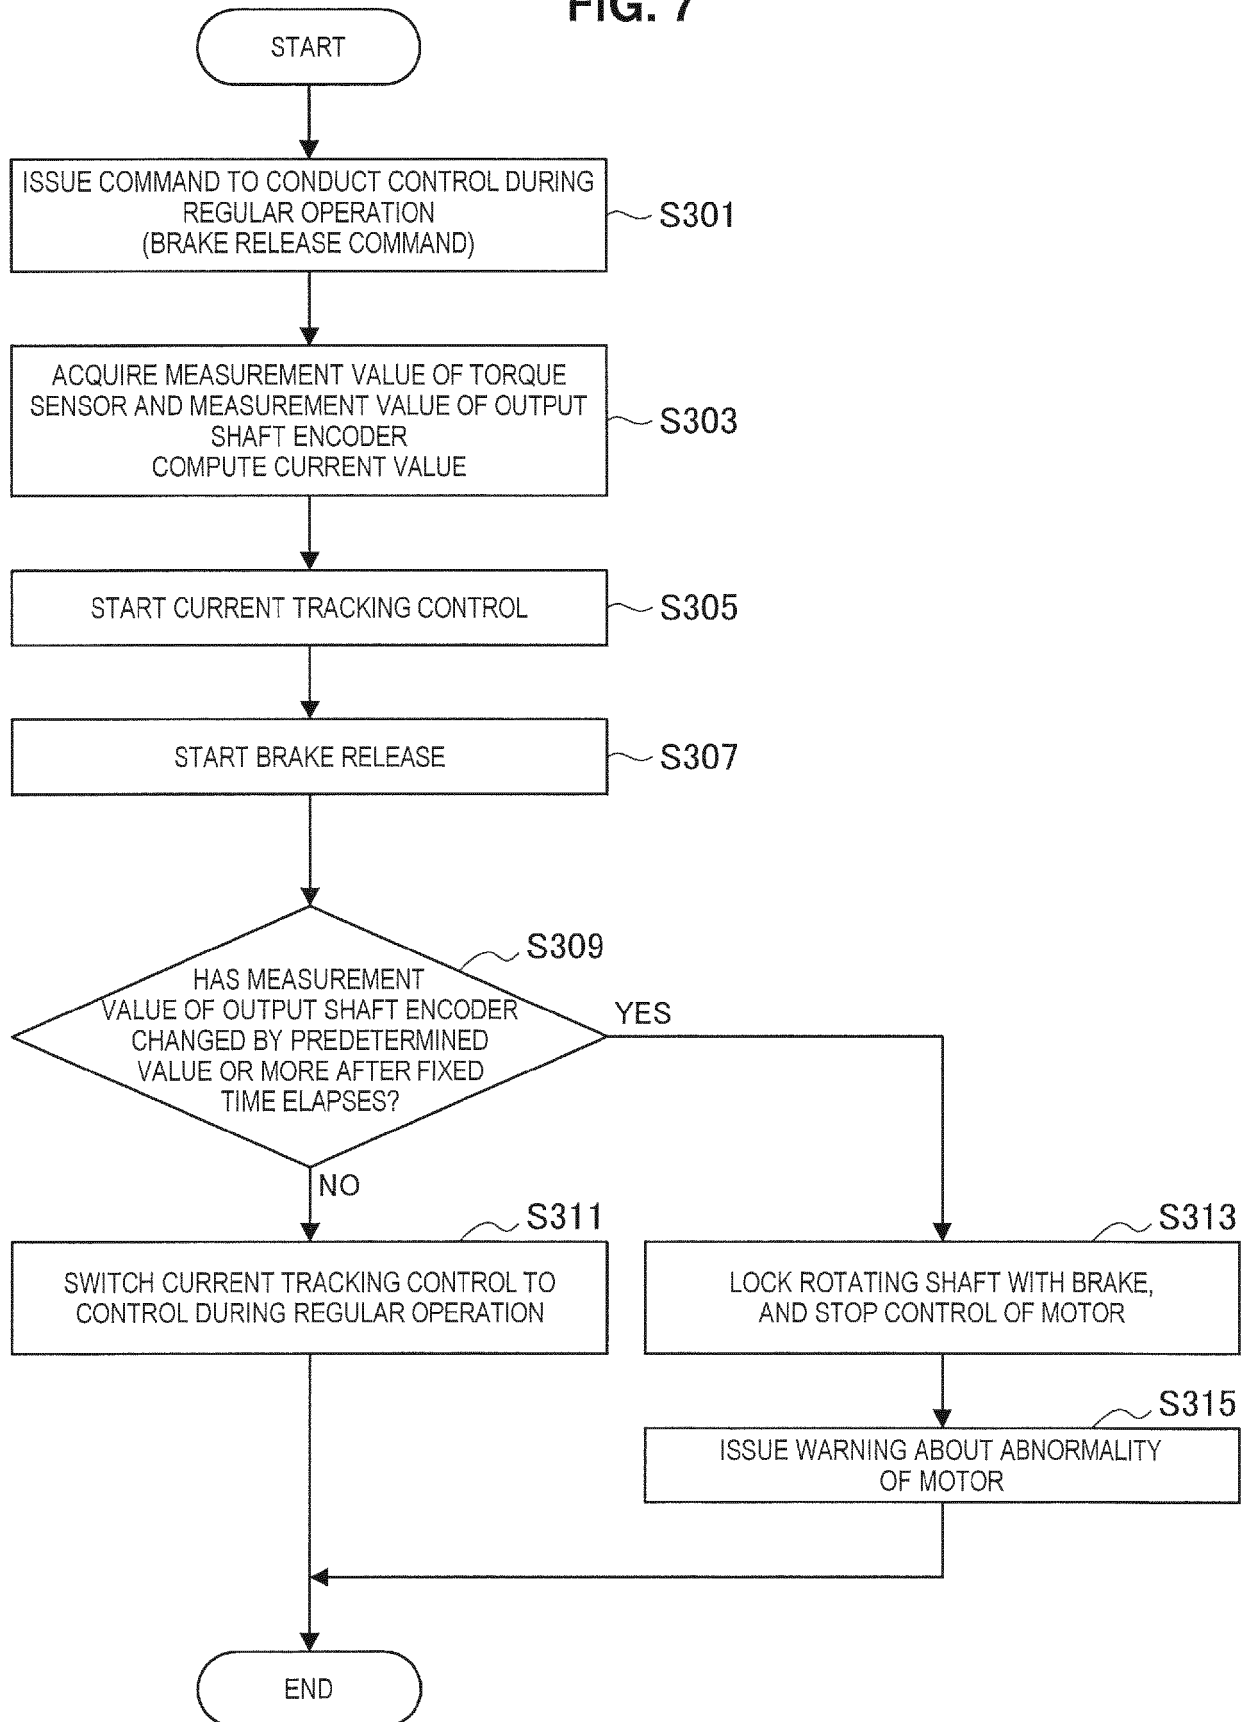 FIG. 7
START
ISSUE COMMAND TO CONDUCT CONTROL DURING
REGULAR OPERATION
(BRAKE RELEASE COMMAND)
S301
ACQUIRE MEASUREMENT VALUE OF TORQUE
SENSOR AND MEASUREMENT VALUE OF OUTPUT
SHAFT ENCODER
COMPUTE CURRENT VALUE
S303
START CURRENT TRACKING CONTROL
S305
START BRAKE RELEASE
S307
S309
HAS MEASUREMENT
VALUE OF OUTPUT SHAFT ENCODER
CHANGED BY PREDETERMINED
VALUE OR MORE AFTER FIXED
TIME ELAPSES?
YES
NO
S311
SWITCH CURRENT TRACKING CONTROL TO
CONTROL DURING REGULAR OPERATION
S313
LOCK ROTATING SHAFT WITH BRAKE,
AND STOP CONTROL OF MOTOR
S315
ISSUE WARNING ABOUT ABNORMALITY
OF MOTOR
END